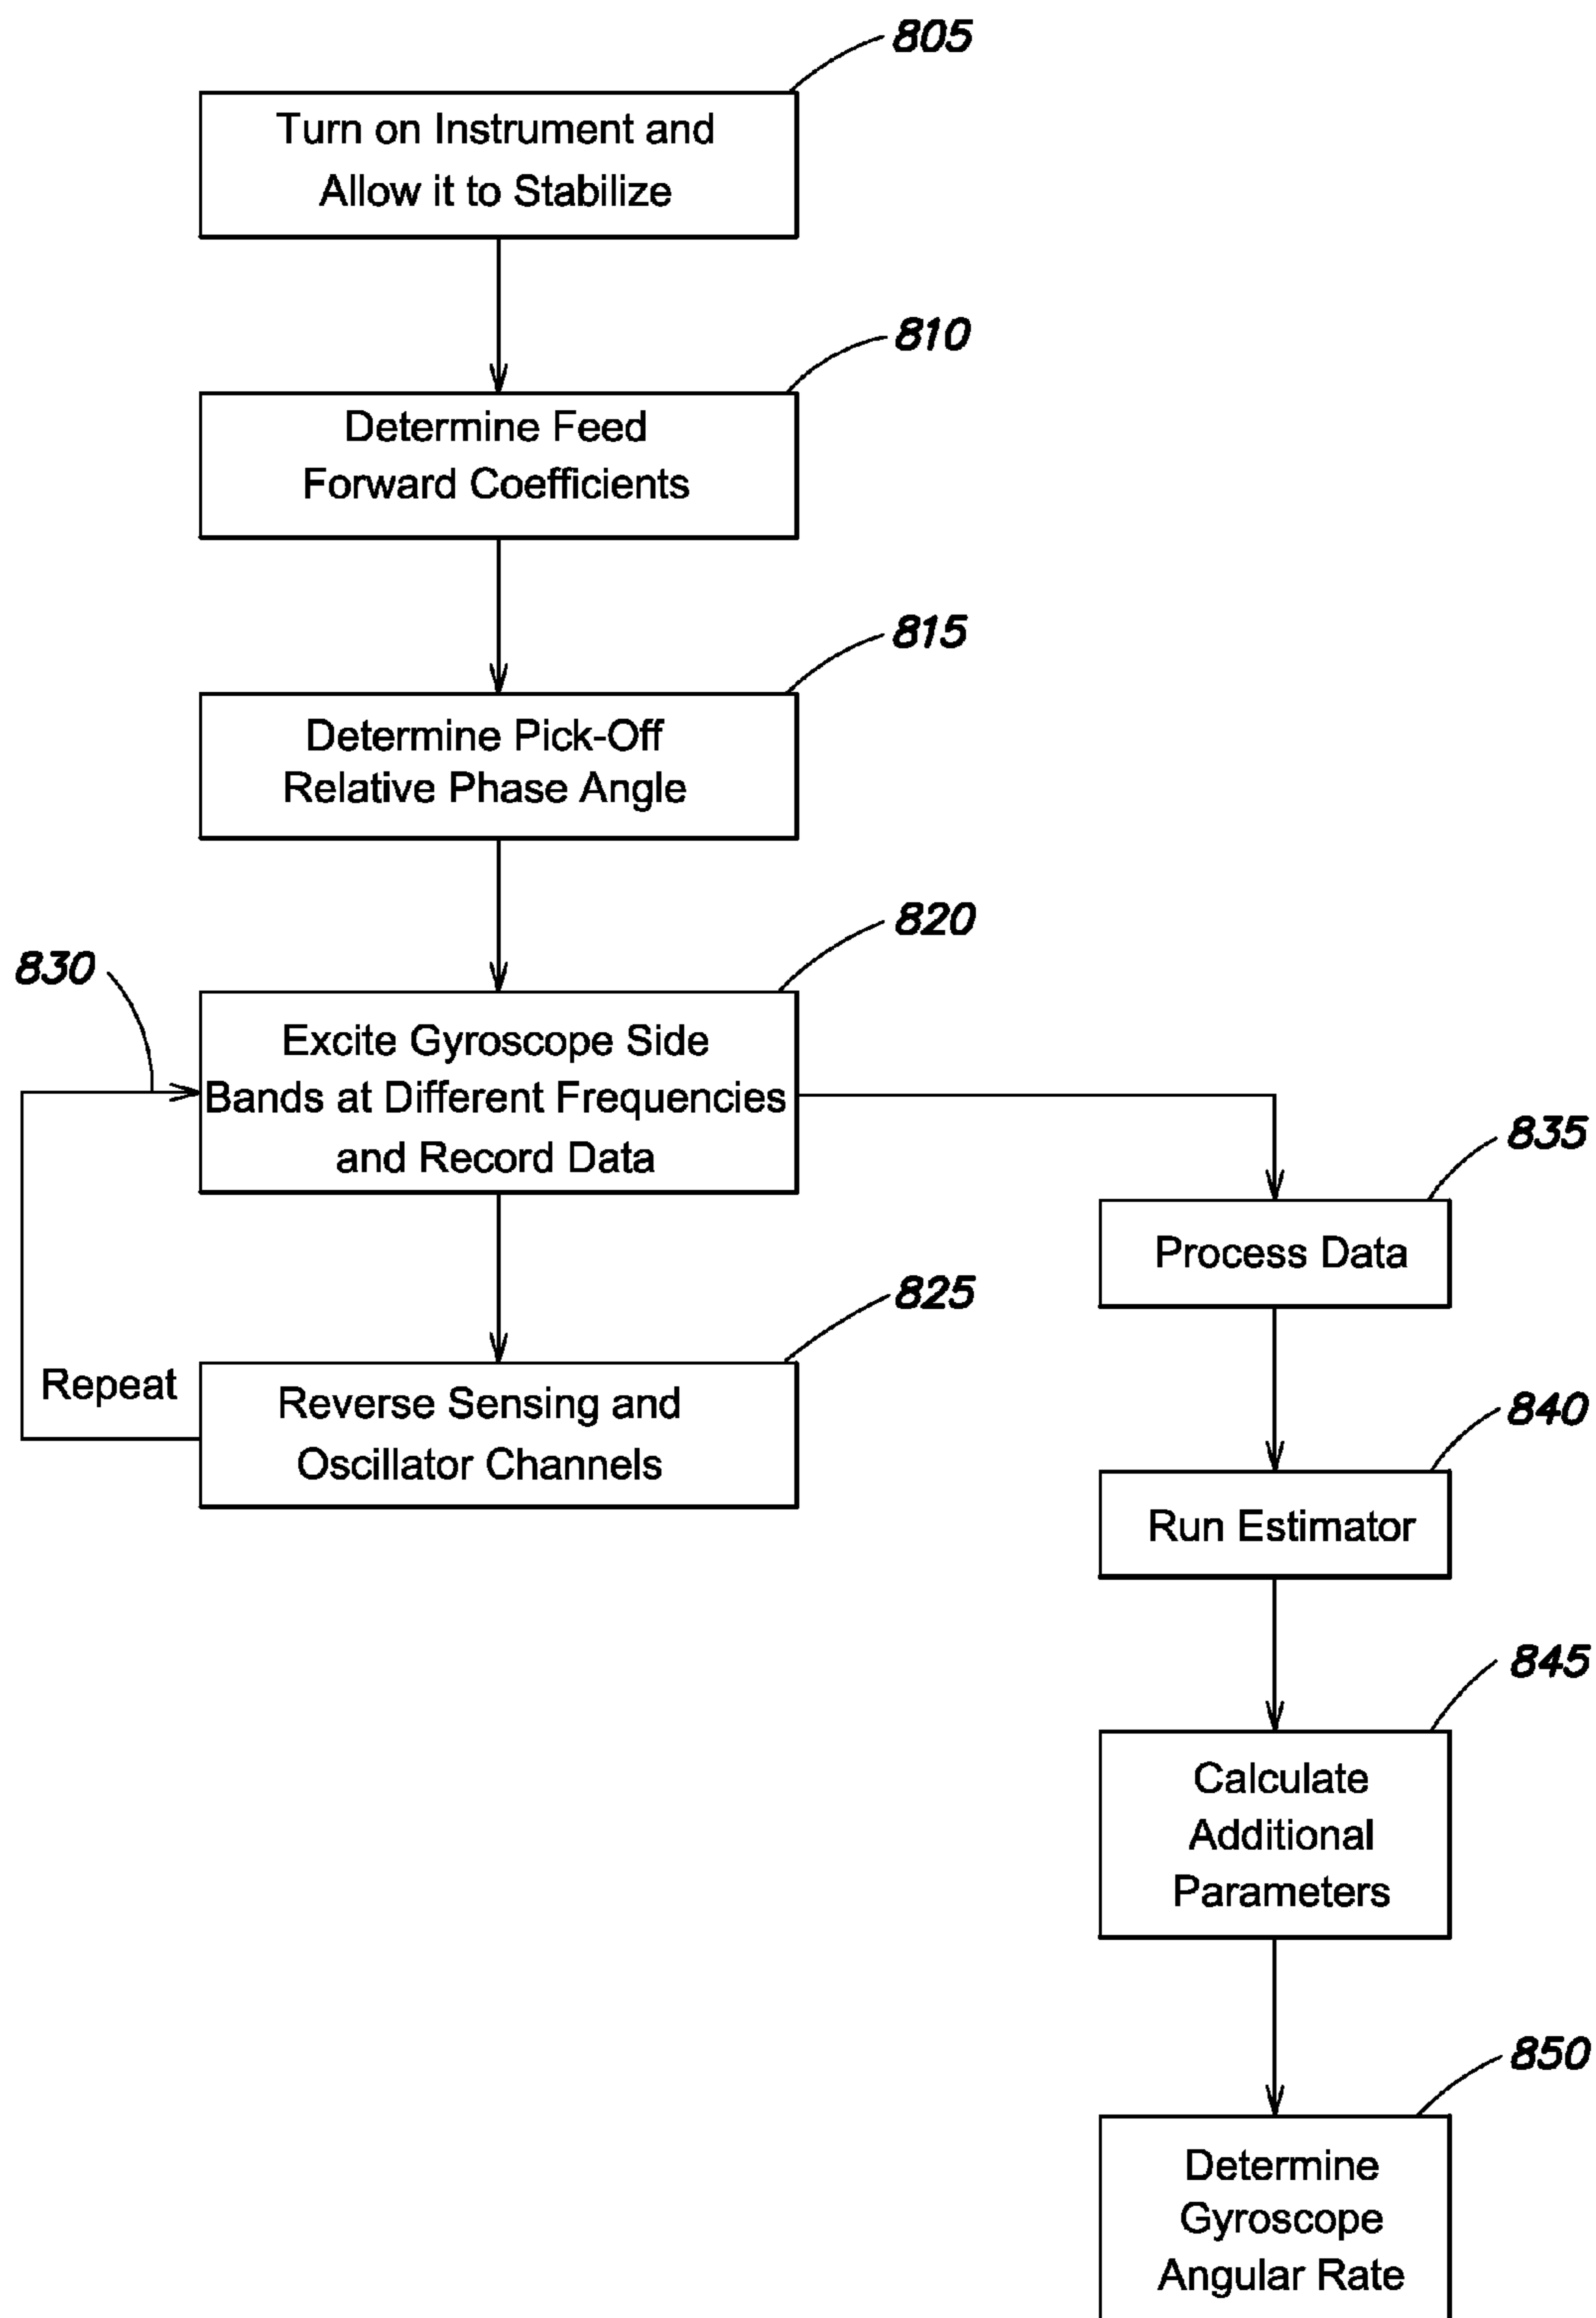 805
Turn on Instrument and
Allow it to Stabilize
810
Determine Feed
Forward Coefficients
815
Determine Pick-Off
Relative Phase Angle
820
830
Excite Gyroscope Side
Bands at Different Frequencies
and Record Data
825
Repeat
Reverse Sensing and
Oscillator Channels
835
Process Data
840
Run Estimator
845
Calculate
Additional
Parameters
850
Determine
Gyroscope
Angular Rate